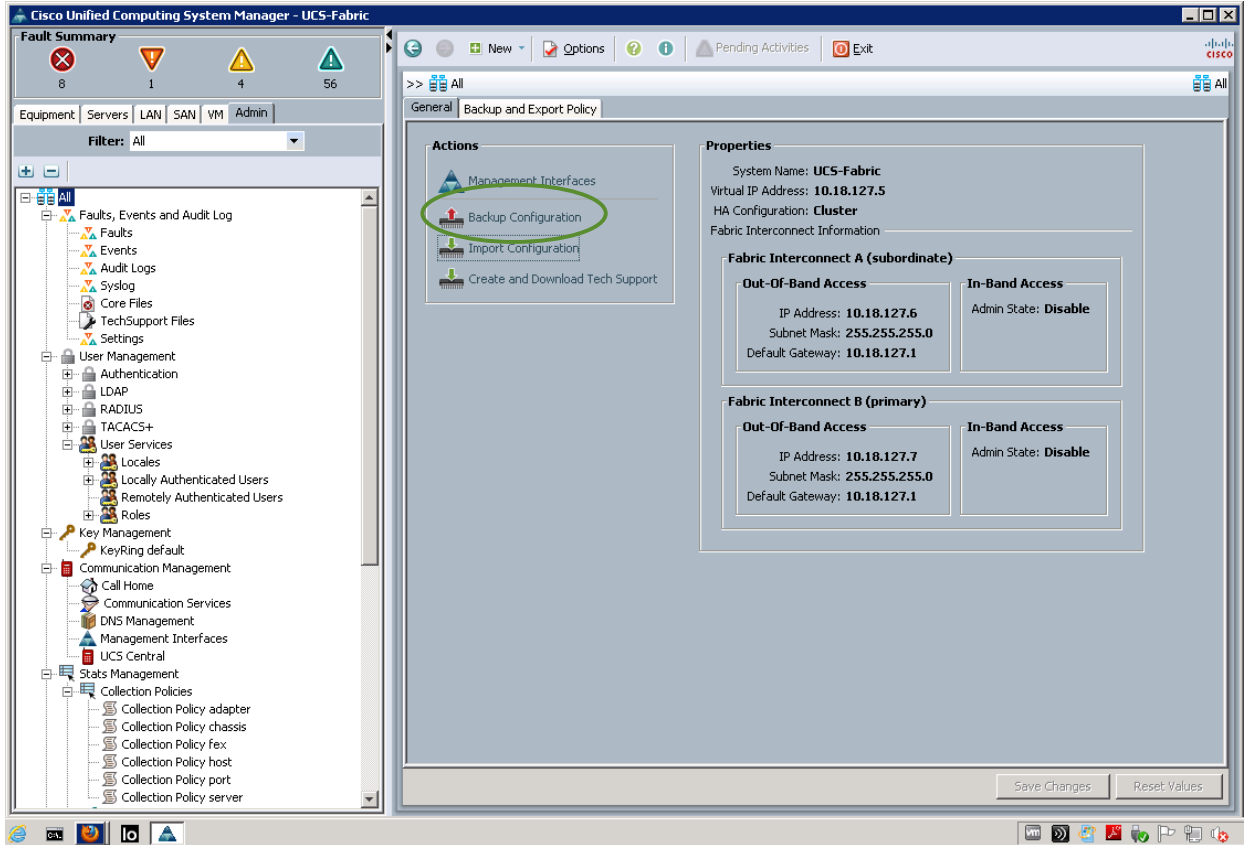 Cisco Unified Computing System Manager - UCS-Fabric
Fault Summary
8 1 4 56
Equipment Servers LAN SAN VM Admin
Filter: All
All
Faults, Events and Audit Log
Faults
Events
Audit Logs
Syslog
Core Files
TechSupport Files
Settings
User Management
Authentication
LDAP
RADIUS
TACACS+
User Services
Locales
Locally Authenticated Users
Remotely Authenticated Users
Roles
Key Management
KeyRing default
Communication Management
Call Home
Communication Services
DNS Management
Management Interfaces
UCS Central
Stats Management
Collection Policies
Collection Policy adapter
Collection Policy chassis
Collection Policy fex
Collection Policy host
Collection Policy port
Collection Policy server
New Options Pending Activities Exit
cisco
>> All
All
General Backup and Export Policy
Actions
Management Interfaces
Backup Configuration
Import Configuration
Create and Download Tech Support
Properties
System Name: UCS-Fabric
Virtual IP Address: 10.18.127.5
HA Configuration: Cluster
Fabric Interconnect Information
Fabric Interconnect A (subordinate)
Out-Of-Band Access
IP Address: 10.18.127.6
Subnet Mask: 255.255.255.0
Default Gateway: 10.18.127.1
In-Band Access
Admin State: Disable
Fabric Interconnect B (primary)
Out-Of-Band Access
IP Address: 10.18.127.7
Subnet Mask: 255.255.255.0
Default Gateway: 10.18.127.1
In-Band Access
Admin State: Disable
Save Changes Reset Values
lo